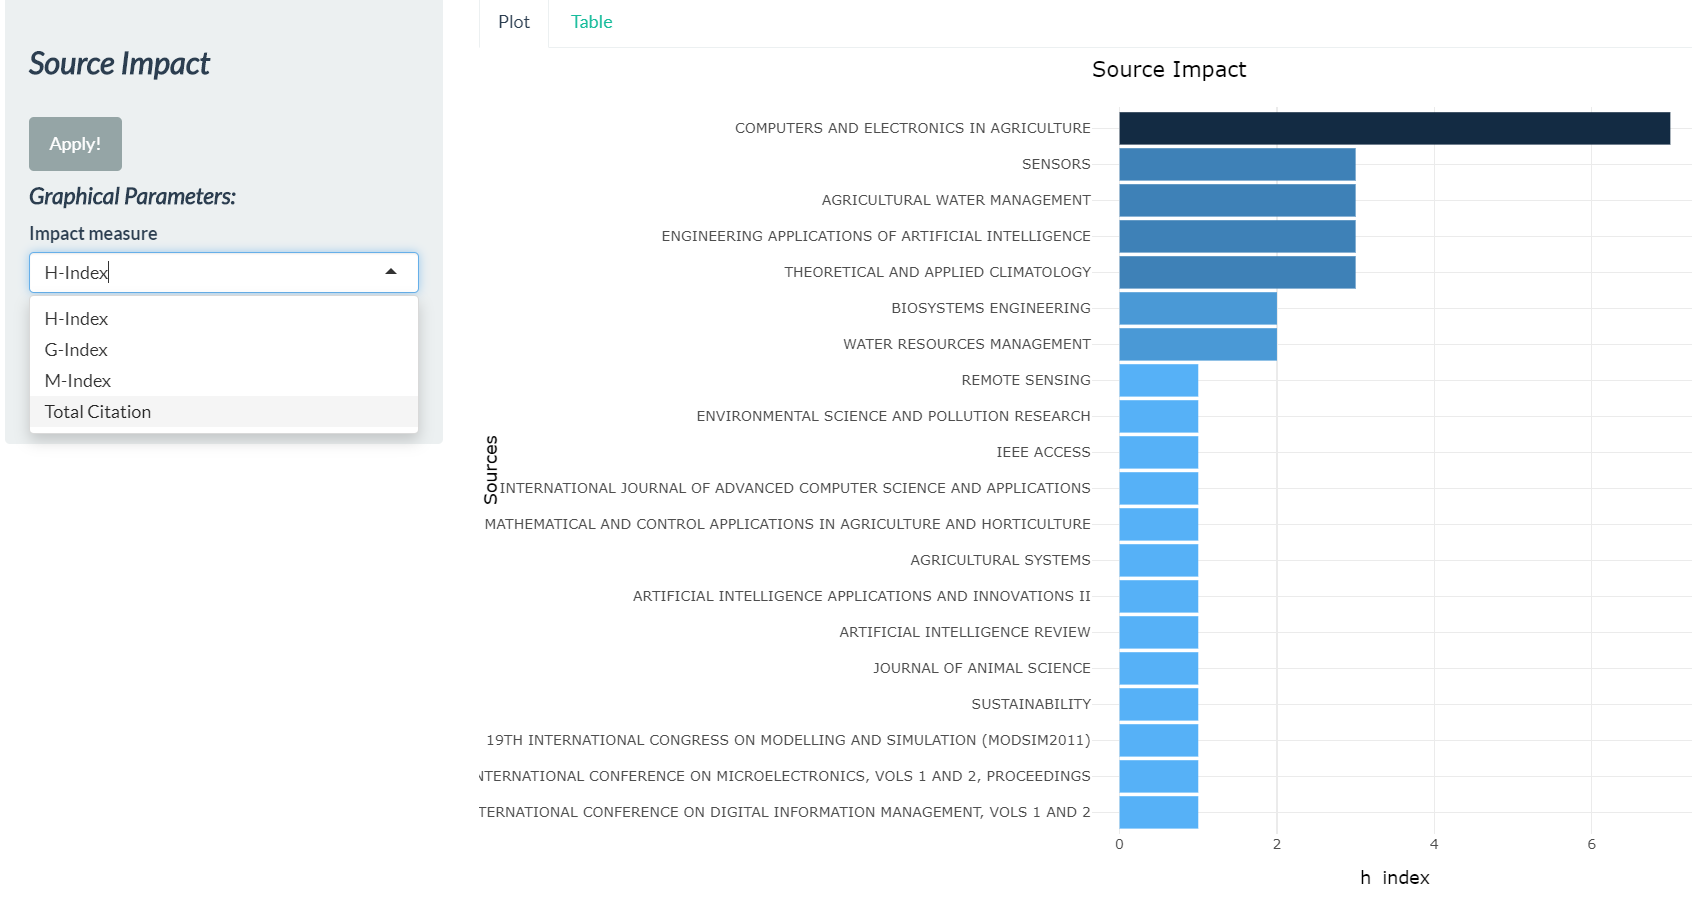 Source Impact
Apply!
Graphical Parameters:
Impact measure
H-Index
H-Index
G-Index
M-Index
Total Citation
Plot
Table
Source Impact
Sources
COMPUTERS AND ELECTRONICS IN AGRICULTURE
SENSORS
AGRICULTURAL WATER MANAGEMENT
ENGINEERING APPLICATIONS OF ARTIFICIAL INTELLIGENCE
THEORETICAL AND APPLIED CLIMATOLOGY
BIOSYSTEMS ENGINEERING
WATER RESOURCES MANAGEMENT
REMOTE SENSING
ENVIRONMENTAL SCIENCE AND POLLUTION RESEARCH
IEEE ACCESS
INTERNATIONAL JOURNAL OF ADVANCED COMPUTER SCIENCE AND APPLICATIONS
MATHEMATICAL AND CONTROL APPLICATIONS IN AGRICULTURE AND HORTICULTURE
AGRICULTURAL SYSTEMS
ARTIFICIAL INTELLIGENCE APPLICATIONS AND INNOVATIONS II
ARTIFICIAL INTELLIGENCE REVIEW
JOURNAL OF ANIMAL SCIENCE
SUSTAINABILITY
19TH INTERNATIONAL CONGRESS ON MODELLING AND SIMULATION (MODSIM2011)
NTERNATIONAL CONFERENCE ON MICROELECTRONICS, VOLS 1 AND 2, PROCEEDINGS
TERNATIONAL CONFERENCE ON DIGITAL INFORMATION MANAGEMENT, VOLS 1 AND 2
0 2 4 6
h_index